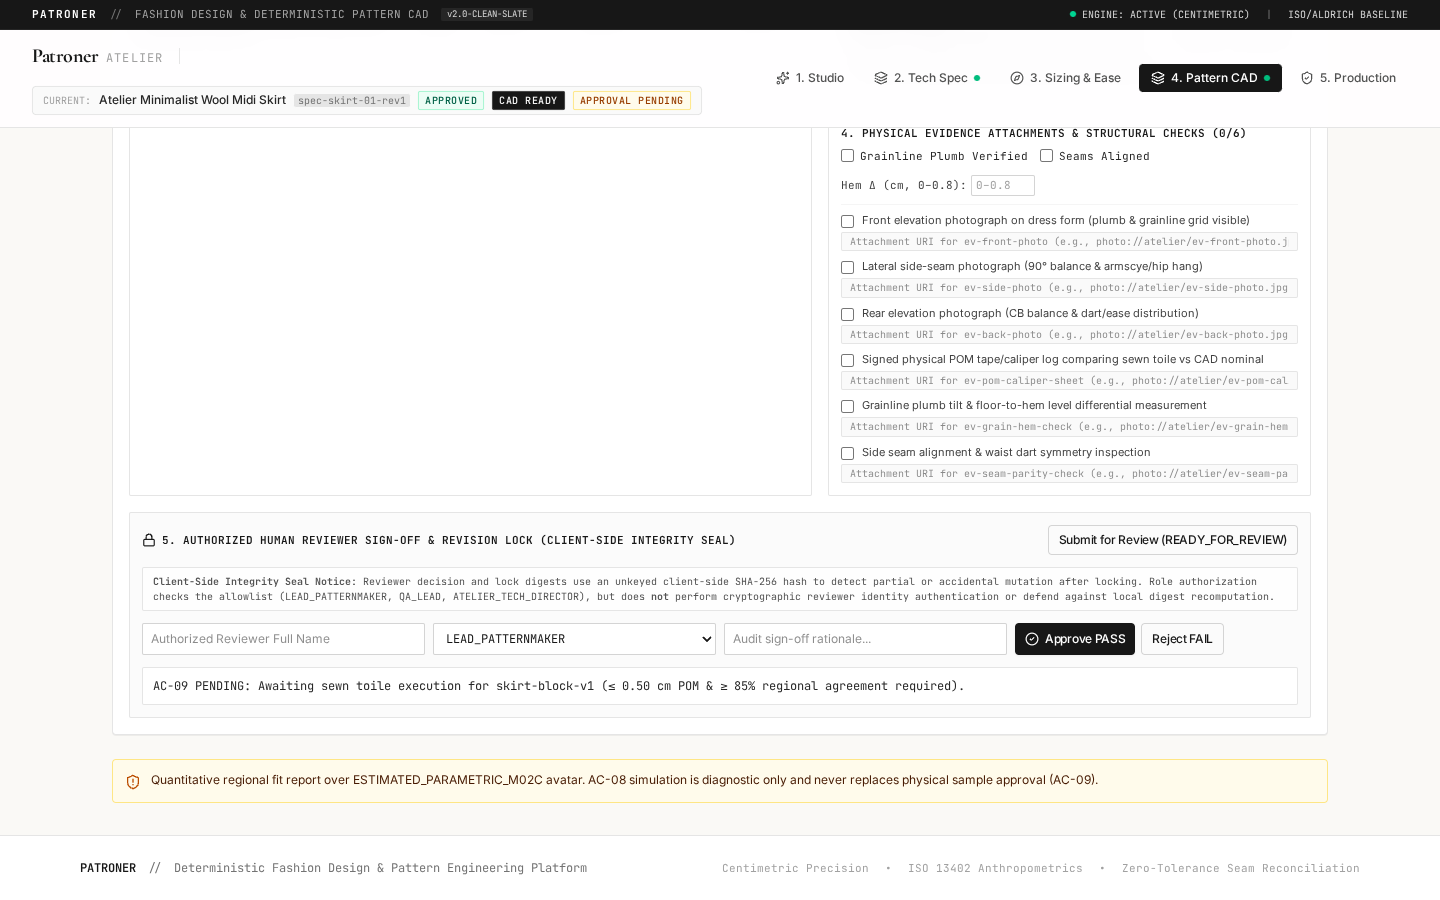 PATRONER // FASHION DESIGN & DETERMINISTIC PATTERN CAD v2.0-CLEAN-SLATE
ENGINE: ACTIVE (CENTIMETRIC) | ISO/ALDRICH BASELINE
Patroner ATELIER
CURRENT: Atelier Minimalist Wool Midi Skirt spec-skirt-01-rev1 APPROVED CAD READY APPROVAL PENDING
1. Studio 2. Tech Spec 3. Sizing & Ease 4. Pattern CAD 5. Production
4. PHYSICAL EVIDENCE ATTACHMENTS & STRUCTURAL CHECKS (0/6)
Grainline Plumb Verified Seams Aligned
Hem Δ (cm, 0–0.8): 0–0.8
Front elevation photograph on dress form (plumb & grainline grid visible)
Attachment URI for ev-front-photo (e.g., photo://atelier/ev-front-photo.j
Lateral side-seam photograph (90° balance & armscye/hip hang)
Attachment URI for ev-side-photo (e.g., photo://atelier/ev-side-photo.jpg
Rear elevation photograph (CB balance & dart/ease distribution)
Attachment URI for ev-back-photo (e.g., photo://atelier/ev-back-photo.jpg
Signed physical POM tape/caliper log comparing sewn toile vs CAD nominal
Attachment URI for ev-pom-caliper-sheet (e.g., photo://atelier/ev-pom-cal
Grainline plumb tilt & floor-to-hem level differential measurement
Attachment URI for ev-grain-hem-check (e.g., photo://atelier/ev-grain-hem
Side seam alignment & waist dart symmetry inspection
Attachment URI for ev-seam-parity-check (e.g., photo://atelier/ev-seam-pa
5. AUTHORIZED HUMAN REVIEWER SIGN-OFF & REVISION LOCK (CLIENT-SIDE INTEGRITY SEAL)
Submit for Review (READY_FOR_REVIEW)
Client-Side Integrity Seal Notice: Reviewer decision and lock digests use an unkeyed client-side SHA-256 hash to detect partial or accidental mutation after locking. Role authorization
checks the allowlist (LEAD_PATTERNMAKER, QA_LEAD, ATELIER_TECH_DIRECTOR), but does not perform cryptographic reviewer identity authentication or defend against local digest recomputation.
Authorized Reviewer Full Name LEAD_PATTERNMAKER Audit sign-off rationale... Approve PASS Reject FAIL
AC-09 PENDING: Awaiting sewn toile execution for skirt-block-v1 (≤ 0.50 cm POM & ≥ 85% regional agreement required).
Quantitative regional fit report over ESTIMATED_PARAMETRIC_M02C avatar. AC-08 simulation is diagnostic only and never replaces physical sample approval (AC-09).
PATRONER // Deterministic Fashion Design & Pattern Engineering Platform
Centimetric Precision • ISO 13402 Anthropometrics • Zero-Tolerance Seam Reconciliation